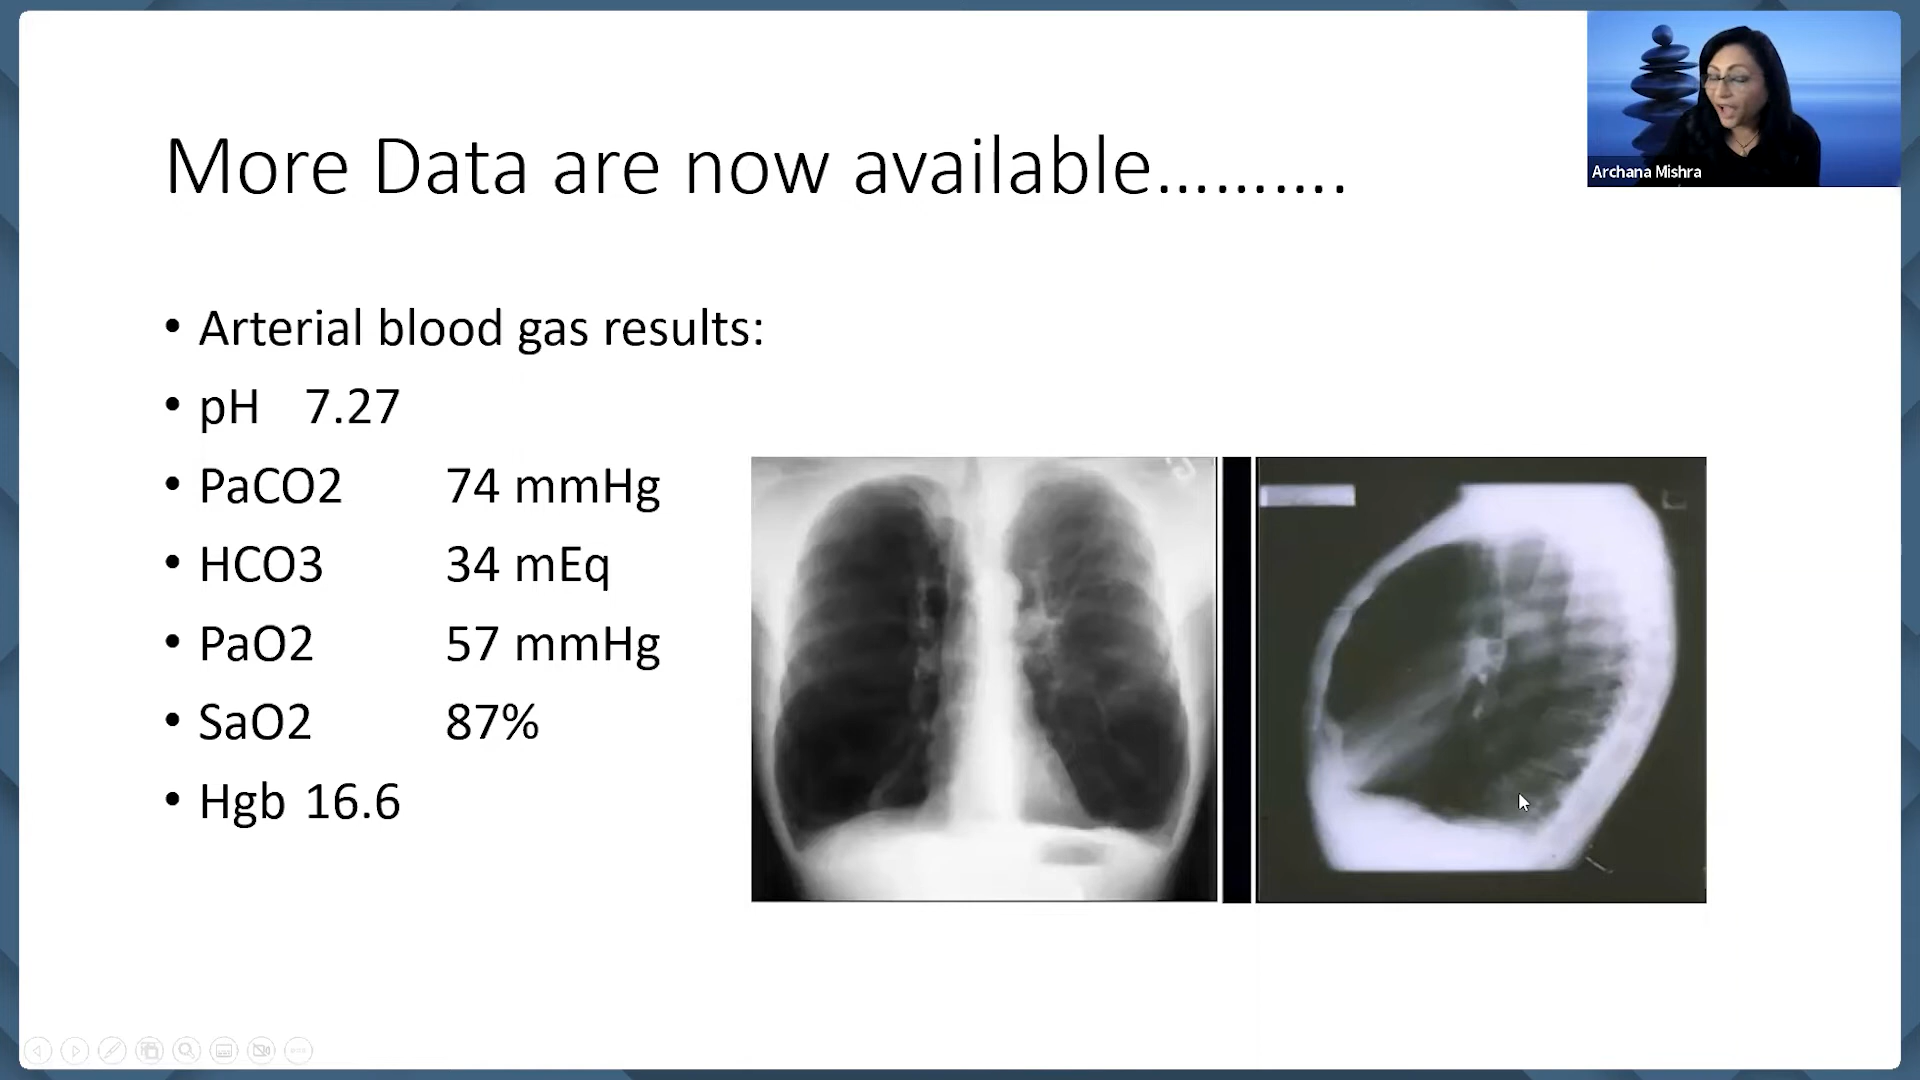 Archana Mishra
More Data are now available..........
• Arterial blood gas results:
• pH 7.27
• PaCO2 74 mmHg
• HCO3 34 mEq
• PaO2 57 mmHg
• SaO2 87%
• Hgb 16.6